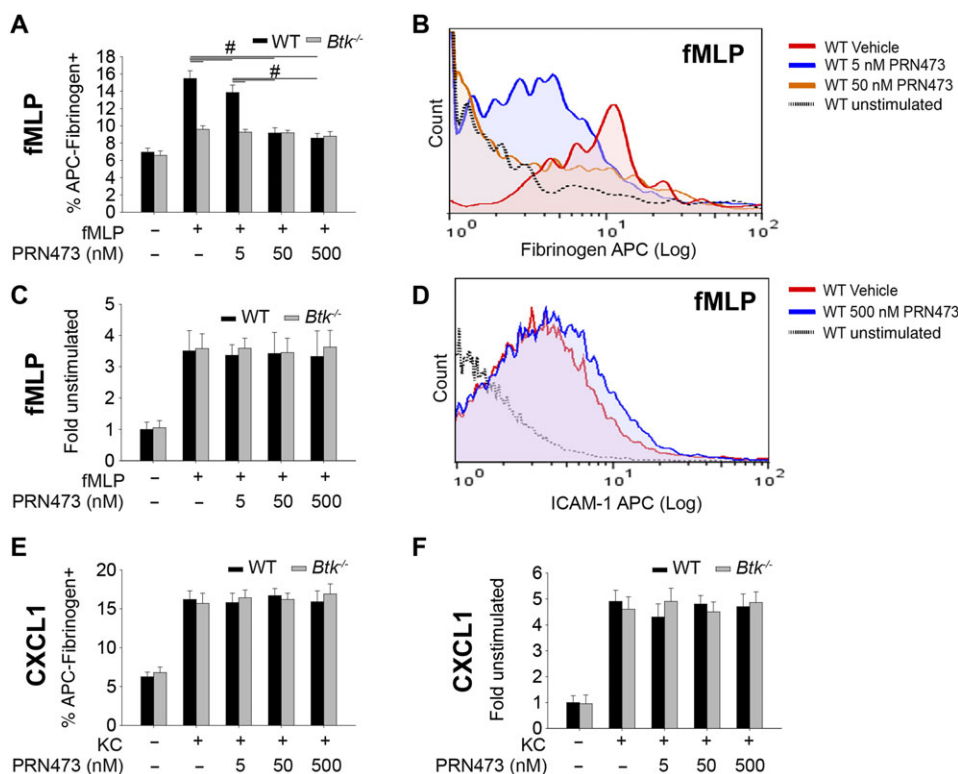 A
WT Btk-/-
fMLP
% APC-Fibrinogen+
18
16
14
12
10
8
6
4
2
0
#
#
fMLP – + + + +
PRN473 (nM) – – 5 50 500
B
fMLP
Count
10^0 10^1 10^2
Fibrinogen APC (Log)
WT Vehicle
WT 5 nM PRN473
WT 50 nM PRN473
WT unstimulated
C
WT Btk-/-
fMLP
Fold unstimulated
5
4
3
2
1
0
fMLP – + + + +
PRN473 (nM) – – 5 50 500
D
fMLP
Count
10^0 10^1 10^2
ICAM-1 APC (Log)
WT Vehicle
WT 500 nM PRN473
WT unstimulated
E
WT Btk-/-
CXCL1
% APC-Fibrinogen+
20
15
10
5
0
KC – + + + +
PRN473 (nM) – – 5 50 500
F
WT Btk-/-
CXCL1
Fold unstimulated
6
5
4
3
2
1
0
KC – + + + +
PRN473 (nM) – – 5 50 500